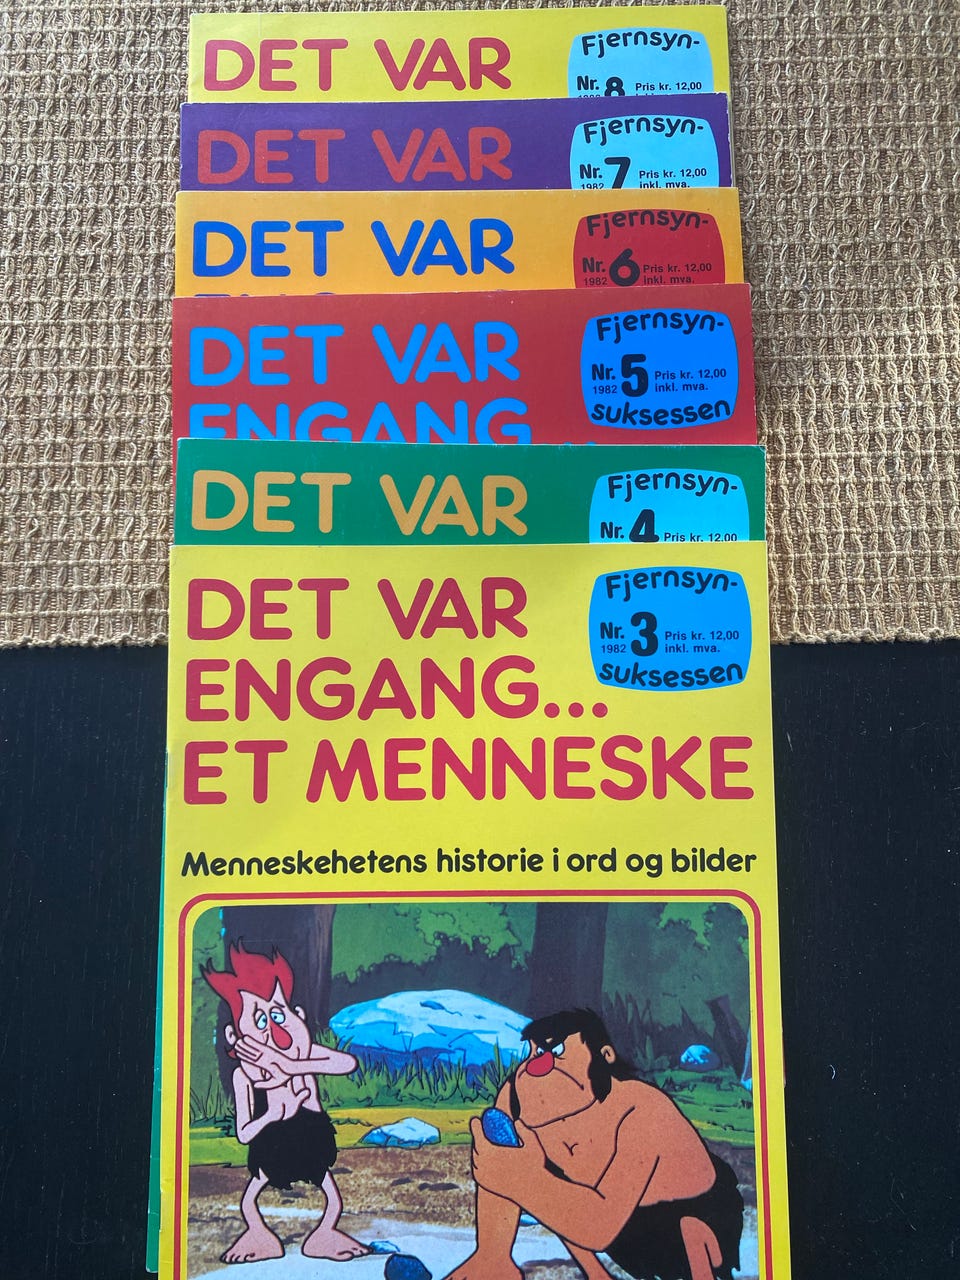 DET VAR
Fjernsyn-
Nr. 8 Pris kr. 12,00
DET VAR
Fjernsyn-
Nr. 7 Pris kr. 12,00
1982 inkl. mva.
DET VAR
Fjernsyn-
Nr. 6 Pris kr. 12,00
1982 inkl. mva.
DET VAR
ENGANG...
Fjernsyn-
Nr. 5 Pris kr. 12,00
1982 inkl. mva.
suksessen
DET VAR
Fjernsyn-
Nr. 4 Pris kr. 12,00
DET VAR
ENGANG...
ET MENNESKE
Fjernsyn-
Nr. 3 Pris kr. 12,00
1982 inkl. mva.
suksessen
Menneskehetens historie i ord og bilder